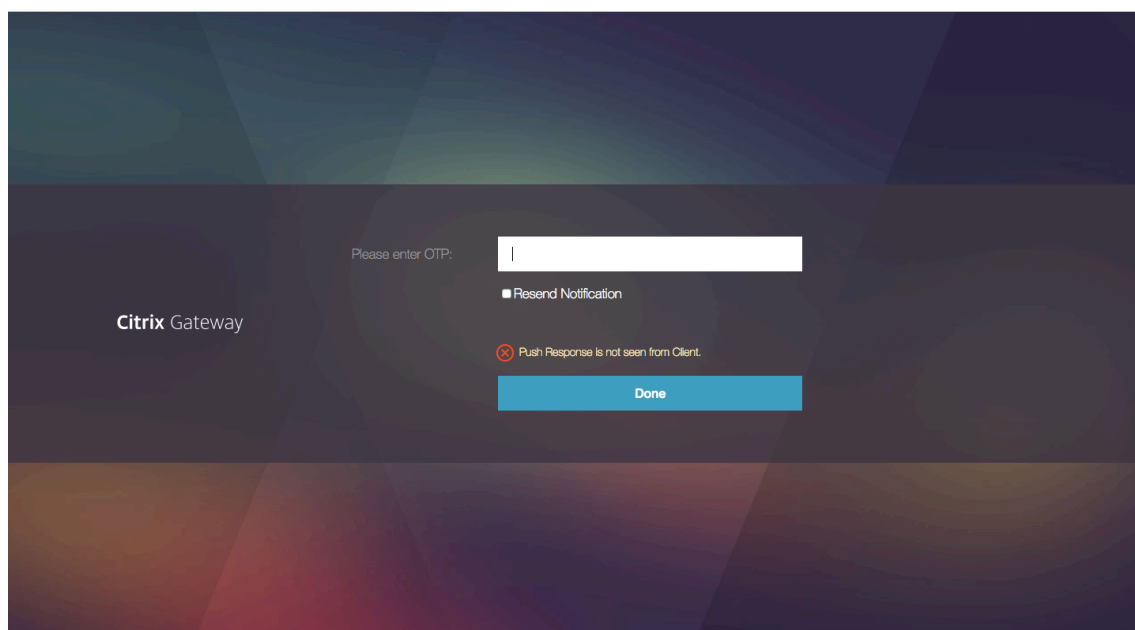 Please enter OTP:
Resend Notification
Citrix Gateway
Push Response is not seen from Client.
Done